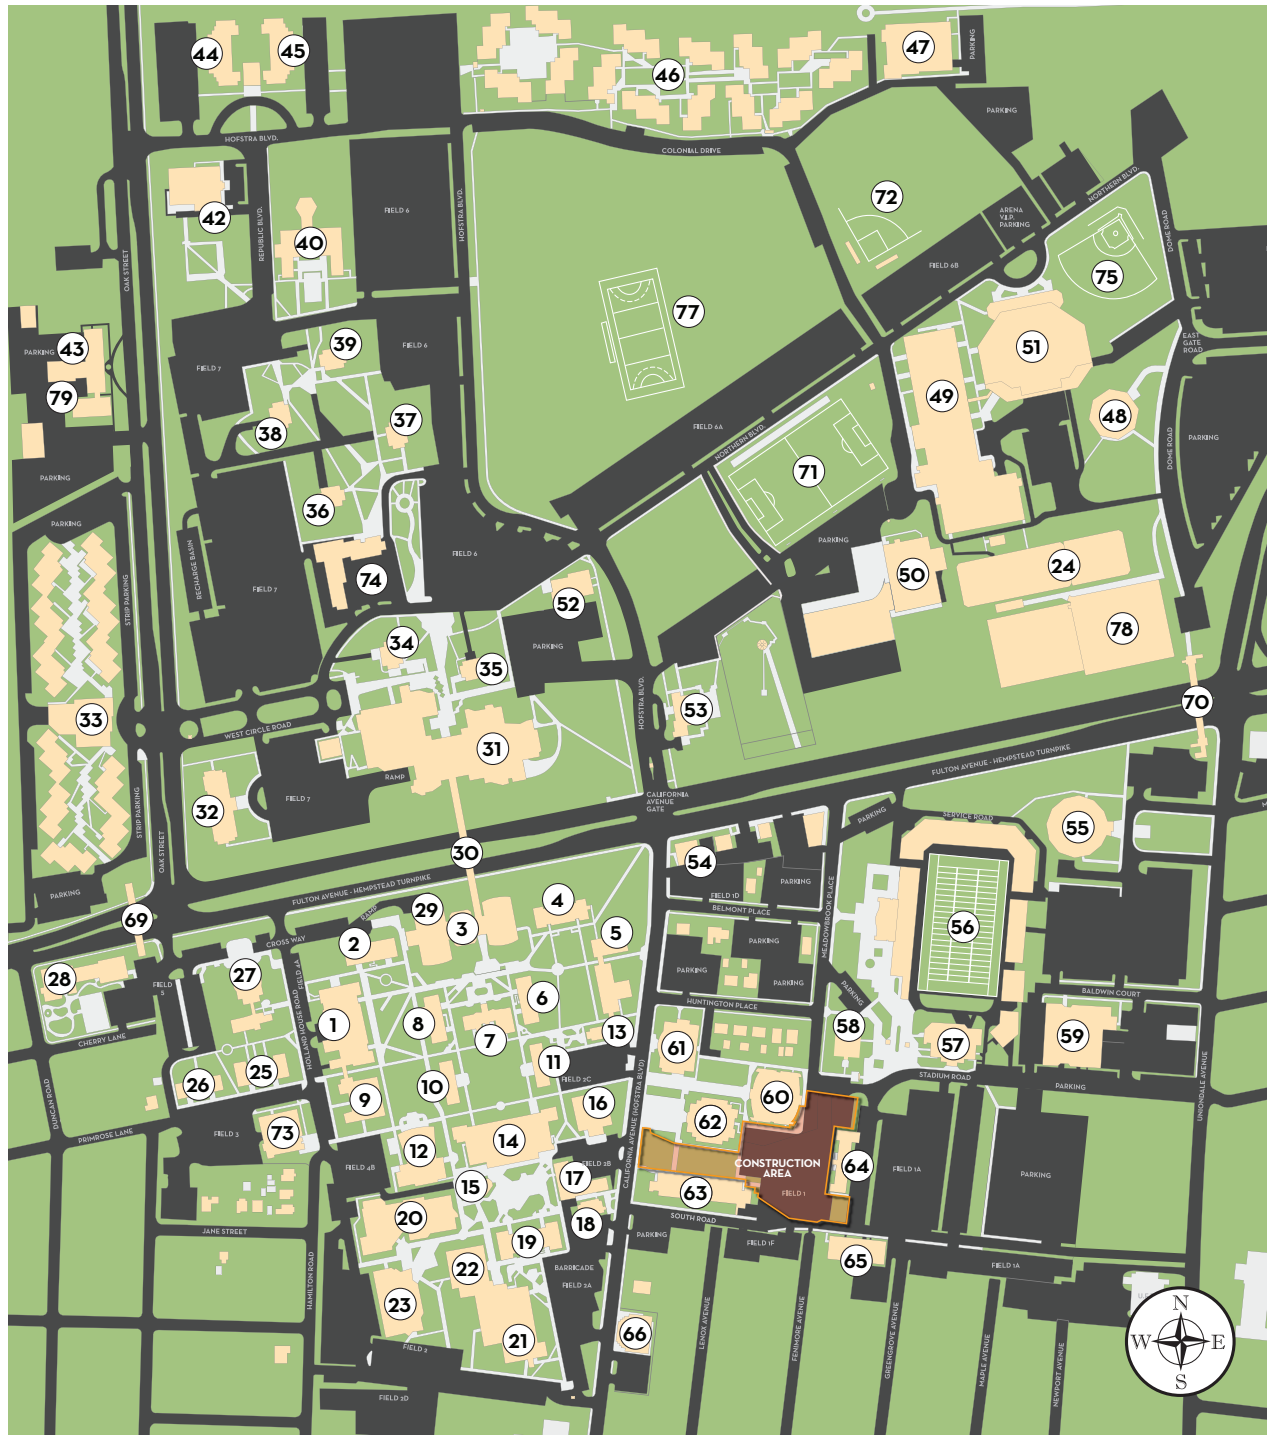 44
45
46
47
PARKING
PARKING
HOFSTRA BLVD.
COLONIAL DRIVE
NORTHERN BLVD.
42
REPUBLIC BLVD.
40
FIELD 6
HOFSTRA BLVD.
72
ARENA
V.I.P.
PARKING
DOME ROAD
OAK STREET
FIELD 6B
75
77
43
PARKING
39
FIELD 6
51
EAST
GATE
ROAD
FIELD 7
79
49
37
38
48
FIELD 6A
NORTHERN BLVD.
PARKING
DOME ROAD
71
PARKING
36
PARKING
RECHARGE BASIN
FIELD 6
PARKING
74
FIELD 7
STRIP PARKING
50
24
52
78
34
PARKING
35
33
HOFSTRA BLVD.
53
70
WEST CIRCLE ROAD
31
RAMP
FIELD 7
32
STRIP PARKING
CALIFORNIA
AVENUE
GATE
FULTON AVENUE - HEMPSTEAD TURNPIKE
PARKING
SERVICE ROAD
55
OAK STREET
30
54
FULTON AVENUE - HEMPSTEAD TURNPIKE
PARKING
PARKING
FIELD 1D
BELMONT PLACE
MEADOWBROOK PLACE
69
RAMP
29
3
4
5
56
CROSS WAY
2
PARKING
28
27
FIELD
5
FIELD 4A
PARKING
PARKING
PARKING
BALDWIN COURT
HUNTINGTON PLACE
6
8
7
1
13
58
59
57
61
CHERRY LANE
HOLLAND HOUSE ROAD
11
FIELD 2C
26
25
10
9
16
60
STADIUM ROAD
PARKING
UNIONDALE AVENUE
DUNCAN ROAD
PRIMROSE LANE
FIELD 3
73
CALIFORNIA AVENUE (HOFSTRA BLVD)
62
14
12
FIELD 4B
FIELD 2B
17
CONSTRUCTION
AREA
64
FIELD 1A
PARKING
15
63
FIELD 1
18
20
SOUTH ROAD
JANE STREET
PARKING
FIELD 1F
19
22
65
FIELD 1A
BARRICADE
FIELD 2A
HAMILTON ROAD
23
21
66
LENOX AVENUE
FENIMORE AVENUE
GREENGROVE AVENUE
MAPLE AVENUE
NEWPORT AVENUE
FIELD 2
FIELD 2D
N
W
E
S